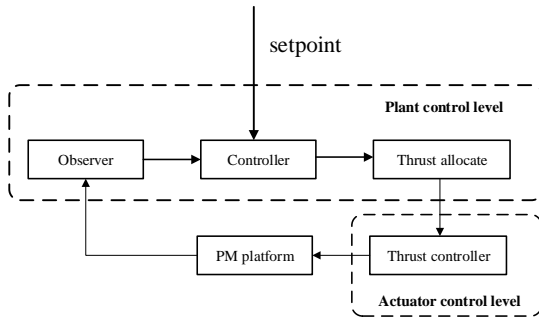 setpoint
Plant control level
Observer
Controller
Thrust allocate
PM platform
Thrust controller
Actuator control level